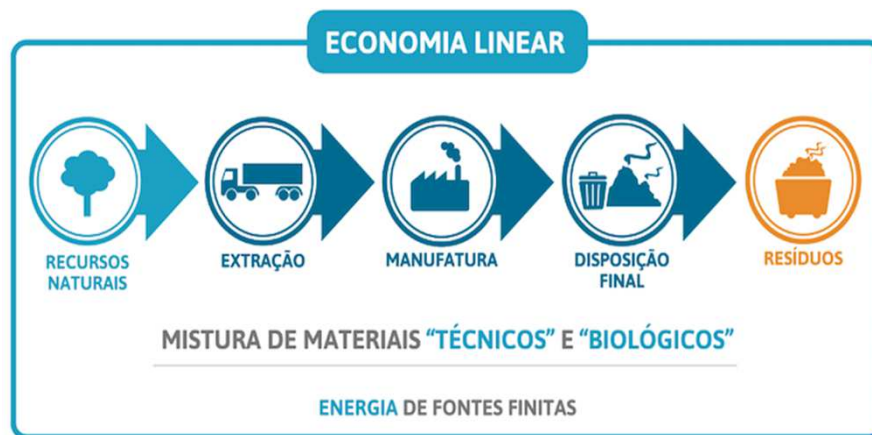 ECONOMIA LINEAR
RECURSOS
NATURAIS
EXTRAÇÃO
MANUFATURA
DISPOSIÇÃO
FINAL
RESÍDUOS
MISTURA DE MATERIAIS “TÉCNICOS” E “BIOLÓGICOS”
ENERGIA DE FONTES FINITAS